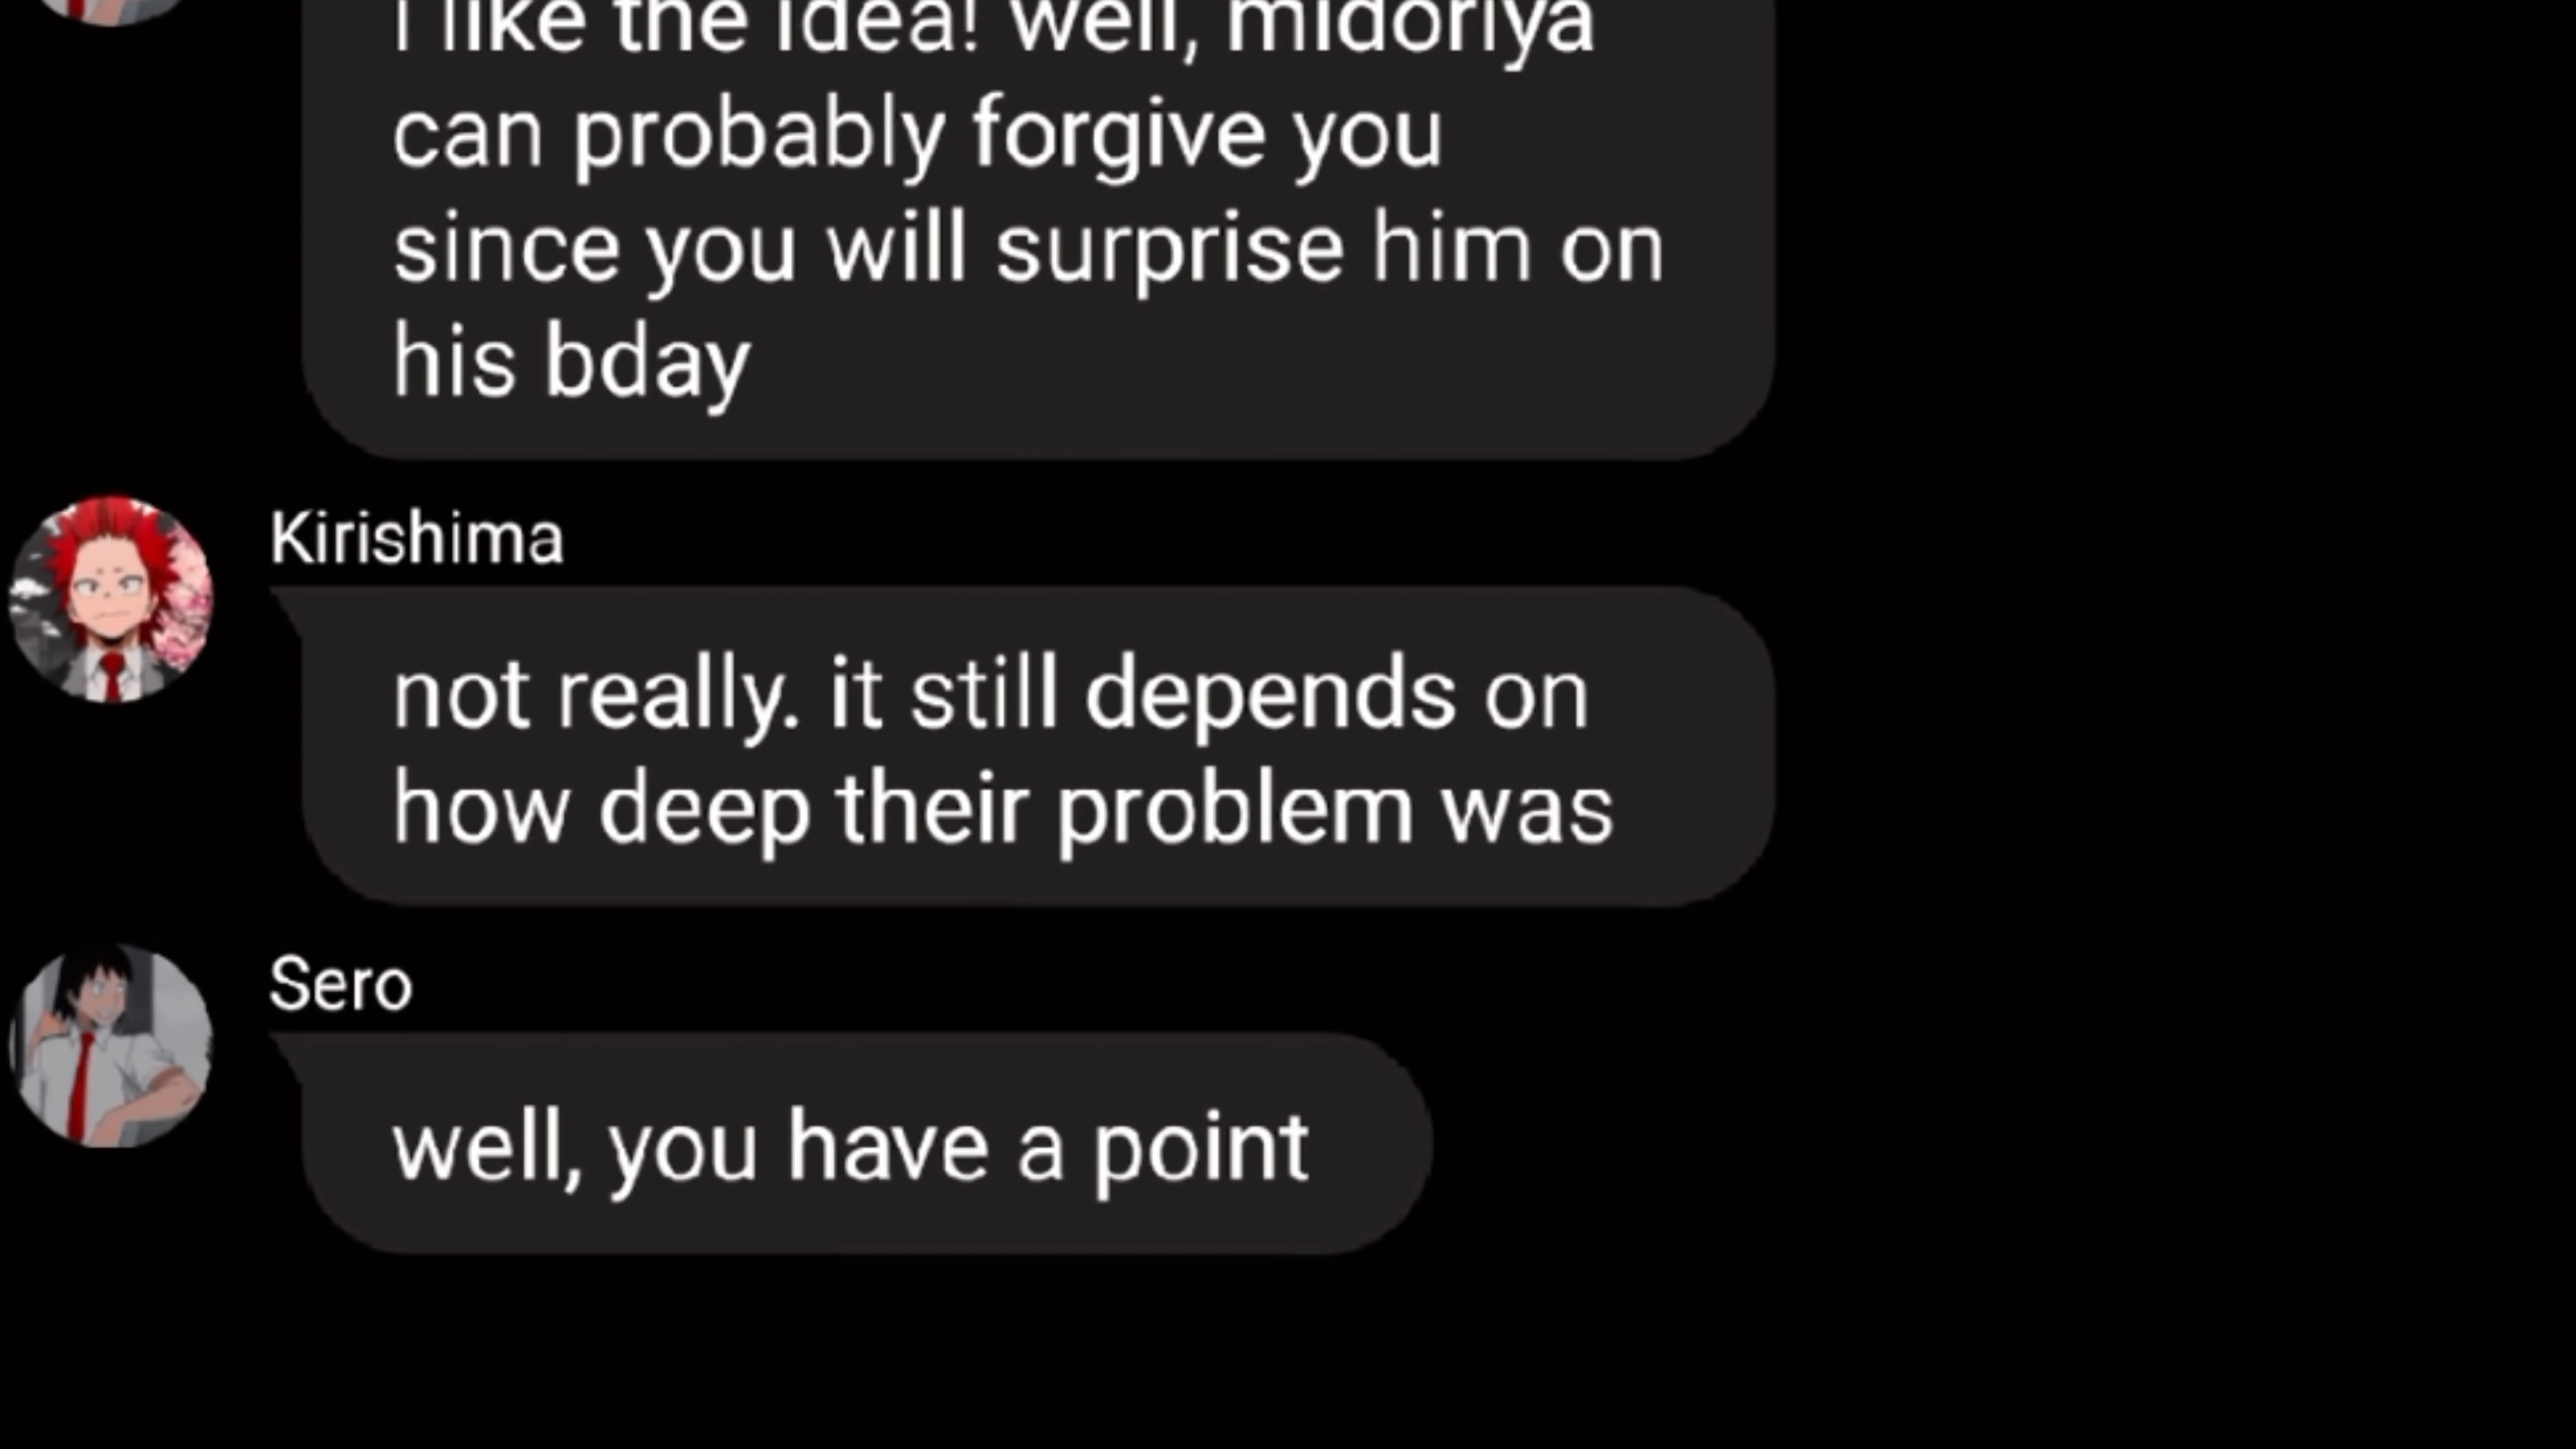 i like the idea! well, midoriya
can probably forgive you
since you will surprise him on
his bday
Kirishima
not really. it still depends on
how deep their problem was
Sero
well, you have a point